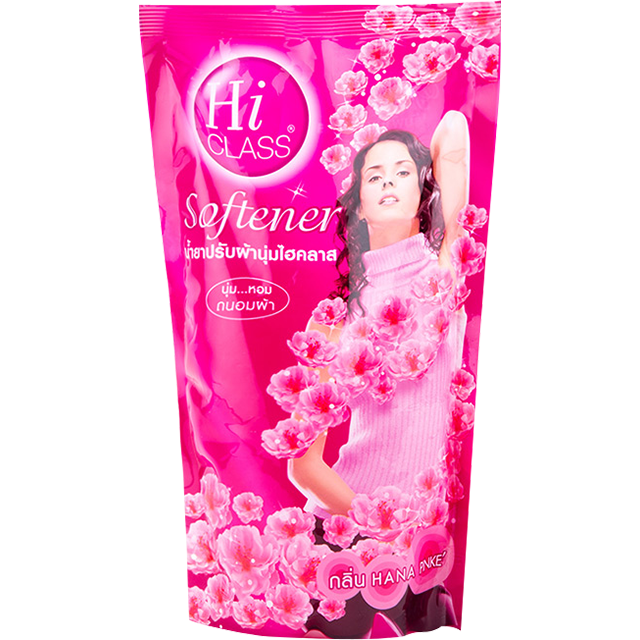 Hi
CLASS®
Softener
น้ำยาปรับผ้านุ่มไฮคลาส
นุ่ม...หอม
ถนอมผ้า
กลิ่น HANA PINKE'